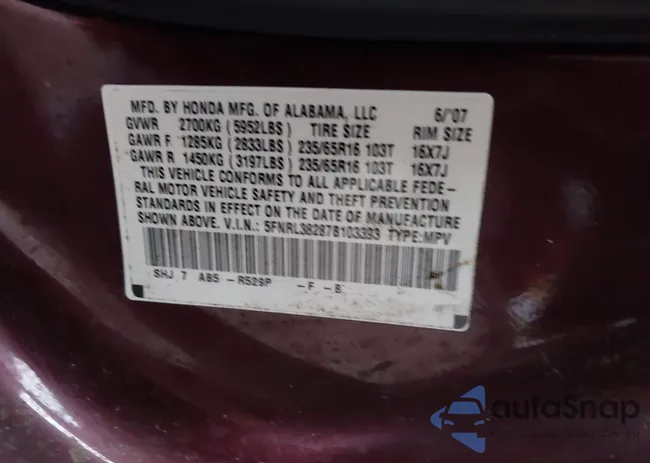 MFD. BY HONDA MFG. OF ALABAMA, LLC 6/'07
GVWR 2700KG (5952LBS) TIRE SIZE RIM SIZE
GAWR F 1285KG (2833LBS) 235/65R16 103T 16X7J
GAWR R 1450KG (3197LBS) 235/65R16 103T 16X7J
THIS VEHICLE CONFORMS TO ALL APPLICABLE FEDE-
RAL MOTOR VEHICLE SAFETY AND THEFT PREVENTION
STANDARDS IN EFFECT ON THE DATE OF MANUFACTURE
SHOWN ABOVE. V.I.N.: 5FNRL38287B103393 TYPE:MPV
SHJ 7 AB5 -R529P -F -B
autoSnap